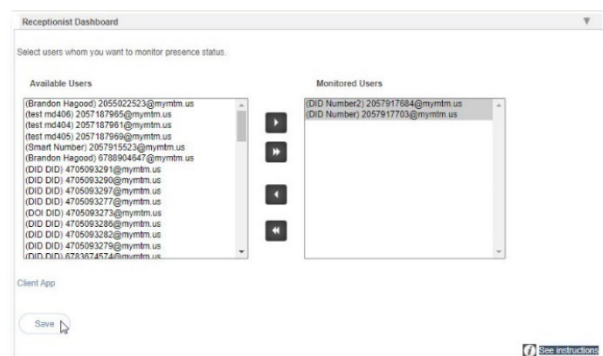 Receptionist Dashboard
Select users whom you want to monitor presence status.
Available Users
Monitored Users
(Brandon Hagood) 2055022523@mymtm.us
(test md406) 2057187965@mymtm.us
(test md404) 2057187961@mymtm.us
(test md405) 2057187969@mymtm.us
(Smart Number) 2057915523@mymtm.us
(Brandon Hagood) 6788904647@mymtm.us
(DID DID) 4705093291@mymtm.us
(DID DID) 4705093290@mymtm.us
(DID DID) 4705093297@mymtm.us
(DID DID) 4705093277@mymtm.us
(DOI DID) 4705093273@mymtm.us
(DID DID) 4705093286@mymtm.us
(DID DID) 4705093282@mymtm.us
(DID DID) 4705093279@mymtm.us
(DID DID) 6783674574@mymtm.us
(DID Number2) 2057917684@mymtm.us
(DID Number) 2057917703@mymtm.us
Client App
Save
i See instructions